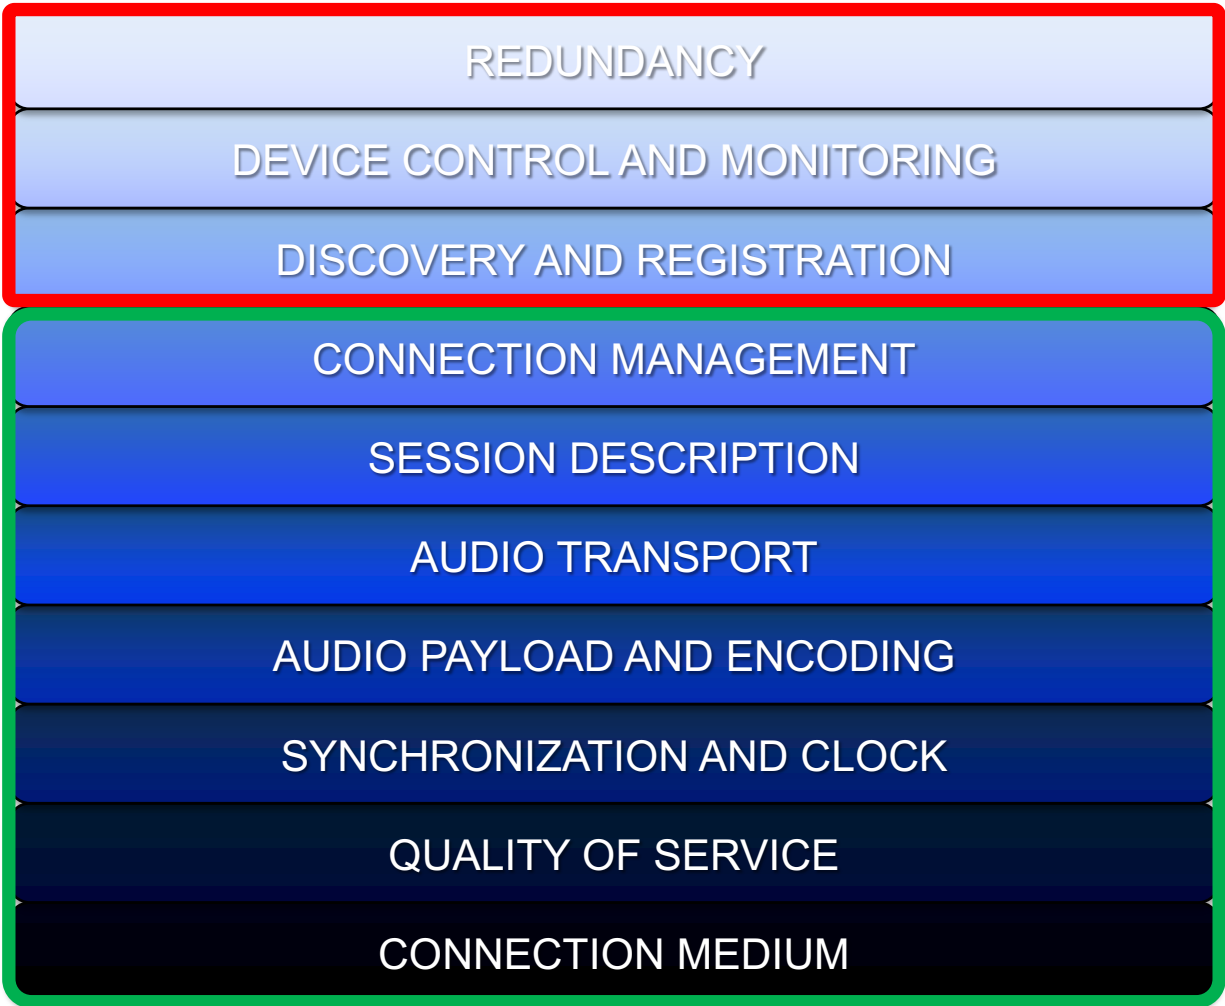 REDUNDANCY
DEVICE CONTROL AND MONITORING
DISCOVERY AND REGISTRATION
CONNECTION MANAGEMENT
SESSION DESCRIPTION
AUDIO TRANSPORT
AUDIO PAYLOAD AND ENCODING
SYNCHRONIZATION AND CLOCK
QUALITY OF SERVICE
CONNECTION MEDIUM